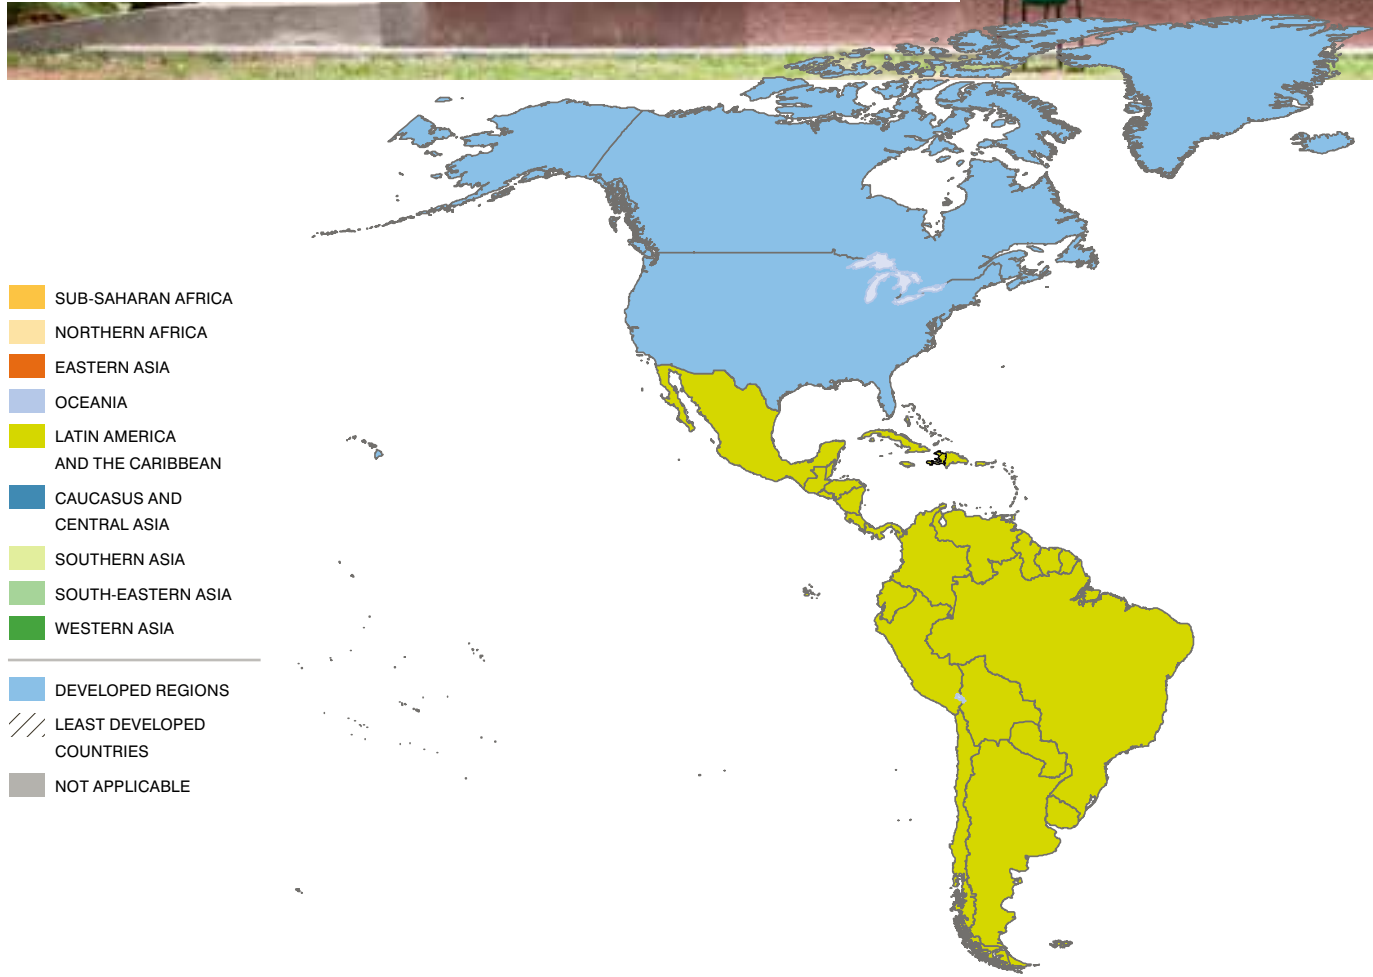 SUB-SAHARAN AFRICA
NORTHERN AFRICA
EASTERN ASIA
OCEANIA
LATIN AMERICA
AND THE CARIBBEAN
CAUCASUS AND
CENTRAL ASIA
SOUTHERN ASIA
SOUTH-EASTERN ASIA
WESTERN ASIA
DEVELOPED REGIONS
LEAST DEVELOPED
COUNTRIES
NOT APPLICABLE